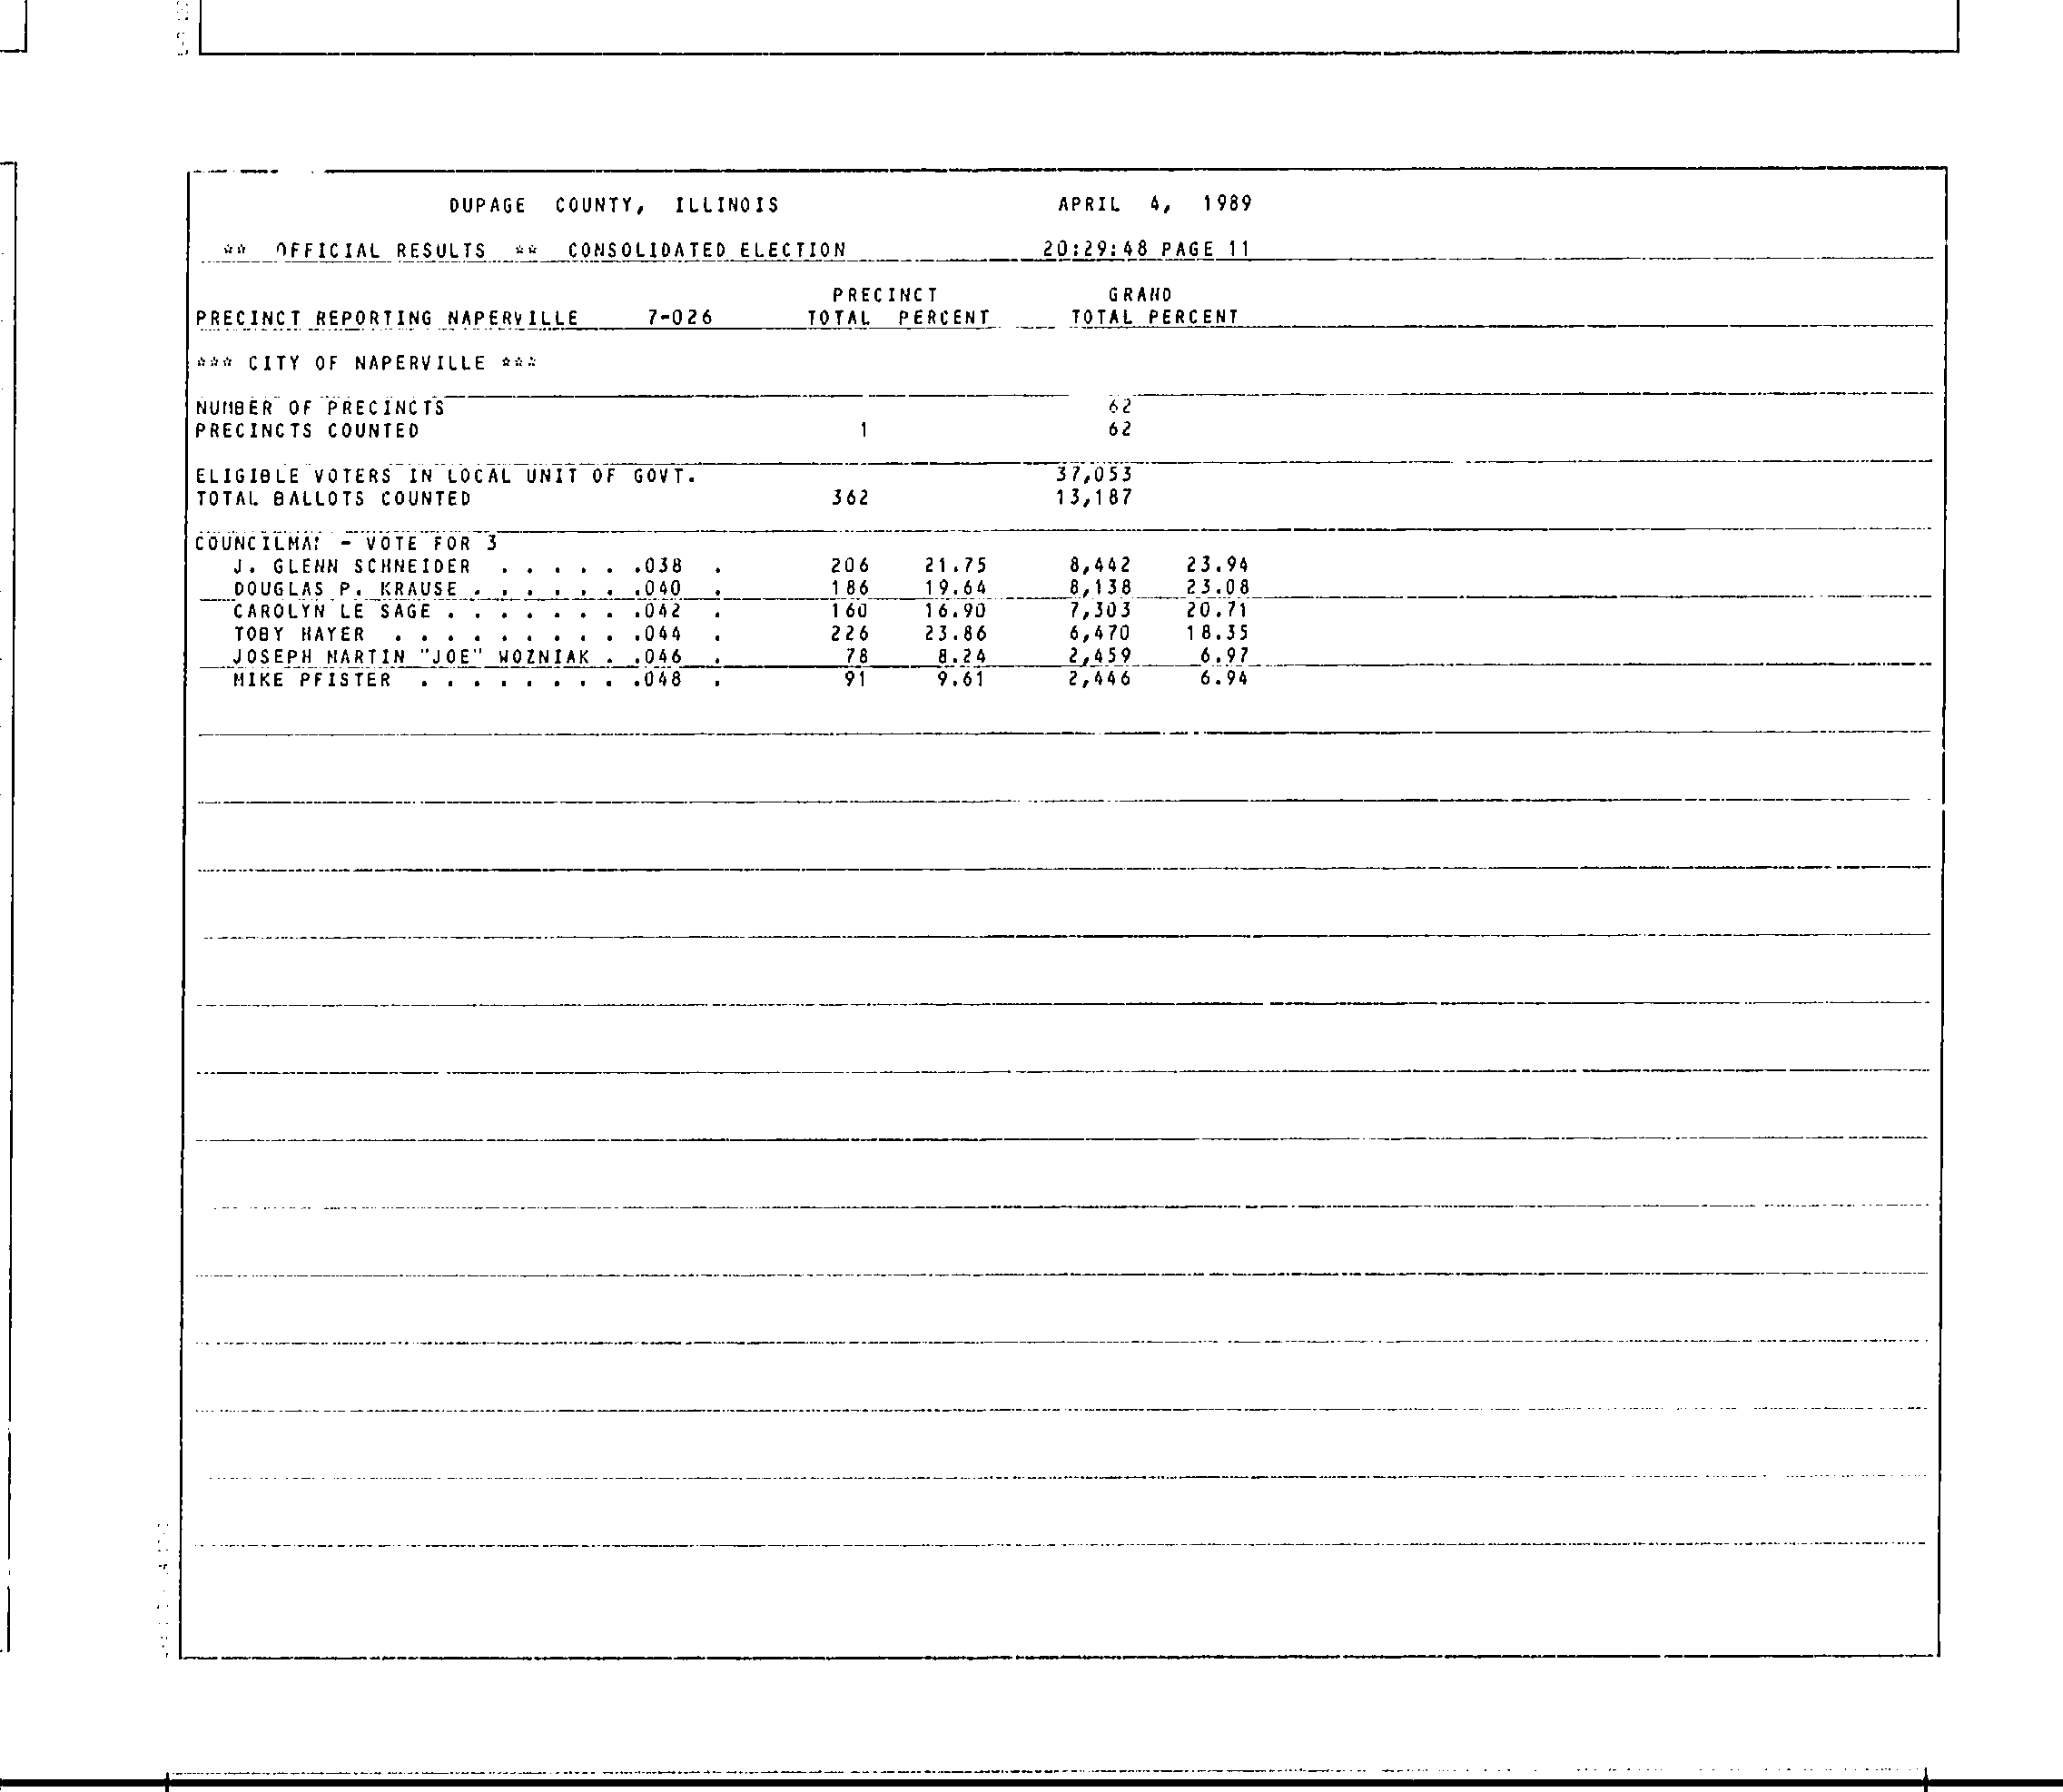 DUPAGE COUNTY, ILLINOIS APRIL 4, 1989
** OFFICIAL RESULTS ** CONSOLIDATED ELECTION 20:29:48 PAGE 11
PRECINCT GRAND
PRECINCT REPORTING NAPERVILLE 7-026 TOTAL PERCENT TOTAL PERCENT
*** CITY OF NAPERVILLE ***
NUMBER OF PRECINCTS 62
PRECINCTS COUNTED 1 62
ELIGIBLE VOTERS IN LOCAL UNIT OF GOVT. 37,053
TOTAL BALLOTS COUNTED 362 13,187
COUNCILMAN - VOTE FOR 3
J. GLENN SCHNEIDER . . . . . .038 . 206 21.75 8,442 23.94
DOUGLAS P. KRAUSE . . . . . . .040 . 186 19.64 8,138 23.08
CAROLYN LE SAGE . . . . . . . .042 . 160 16.90 7,303 20.71
TOBY HAYER . . . . . . . . . .044 . 226 23.86 6,470 18.35
JOSEPH MARTIN "JOE" WOZNIAK . .046 . 78 8.24 2,459 6.97
MIKE PFISTER . . . . . . . . .048 . 91 9.61 2,446 6.94